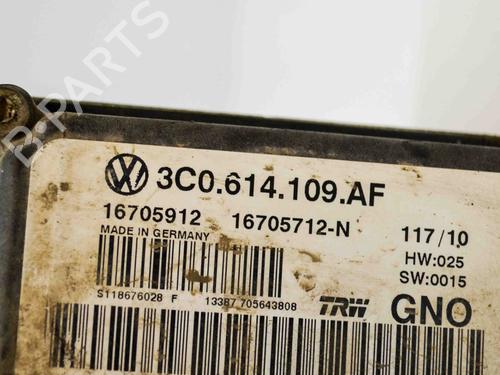 B-PARTS
3C0.614.109.AF
16705912 16705712-N 117/10
MADE IN GERMANY HW:025
SW:0015
S118676028 F 13387 705643808 TRW GNO